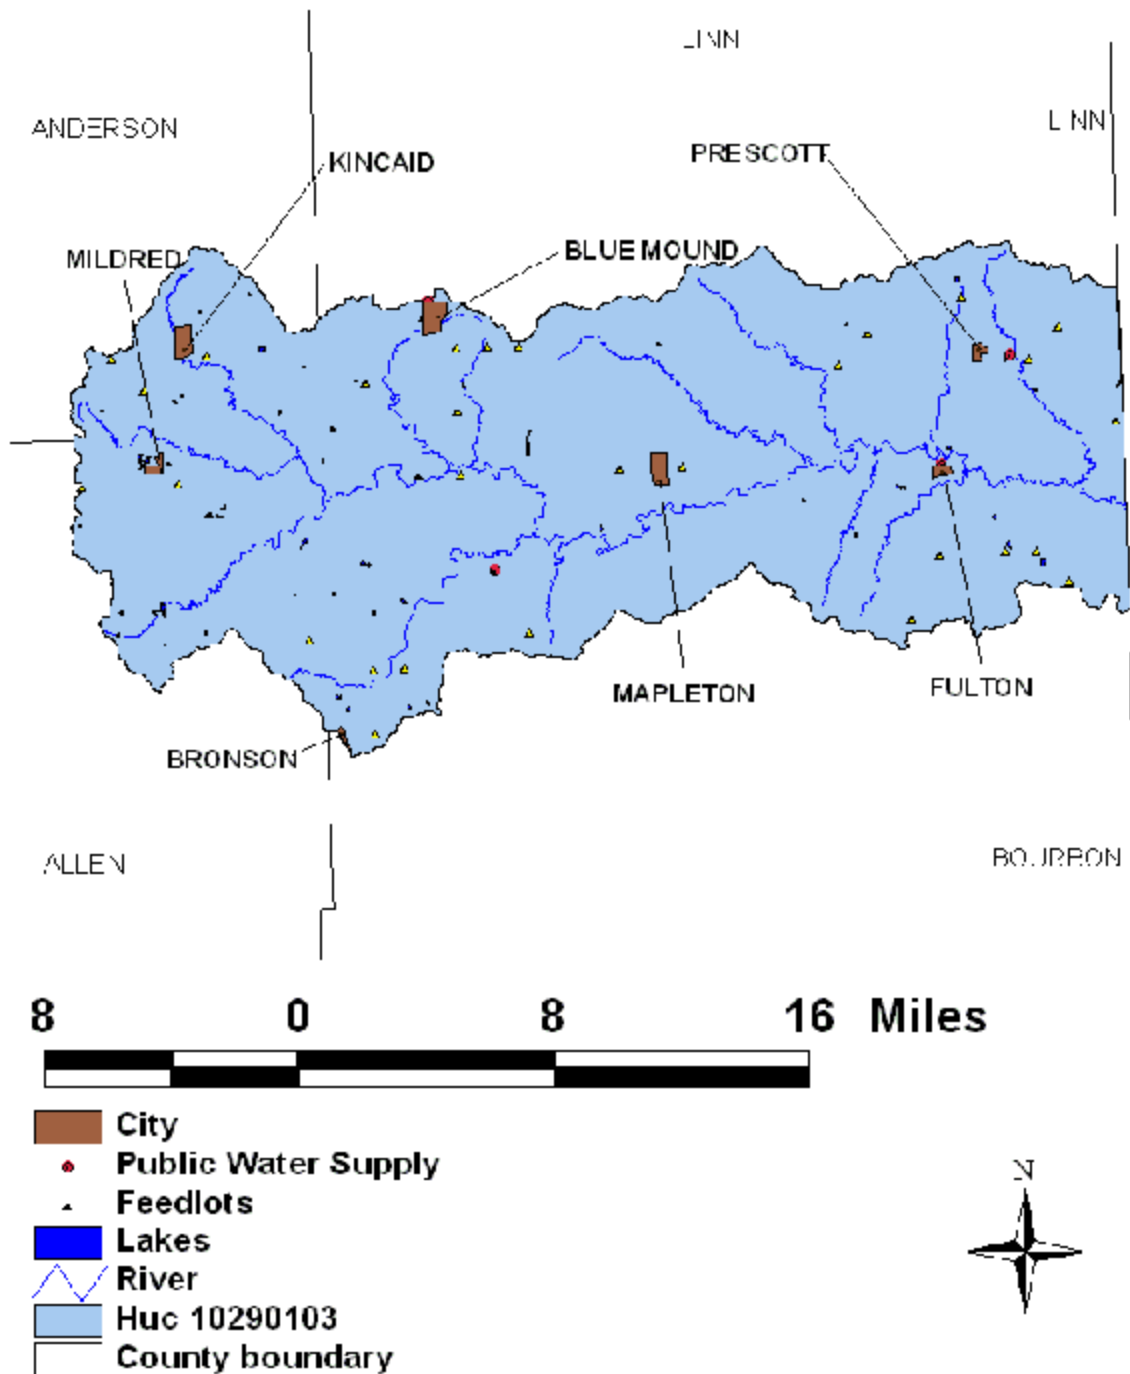 LINN
ANDERSON
LINN
KINCAID
PRESCOTT
MILDRED
BLUE MOUND
MAPLETON
FULTON
BRONSON
ALLEN
BOURBON
8 0 8 16 Miles
City
Public Water Supply
Feedlots
Lakes
River
Huc 10290103
County boundary
N